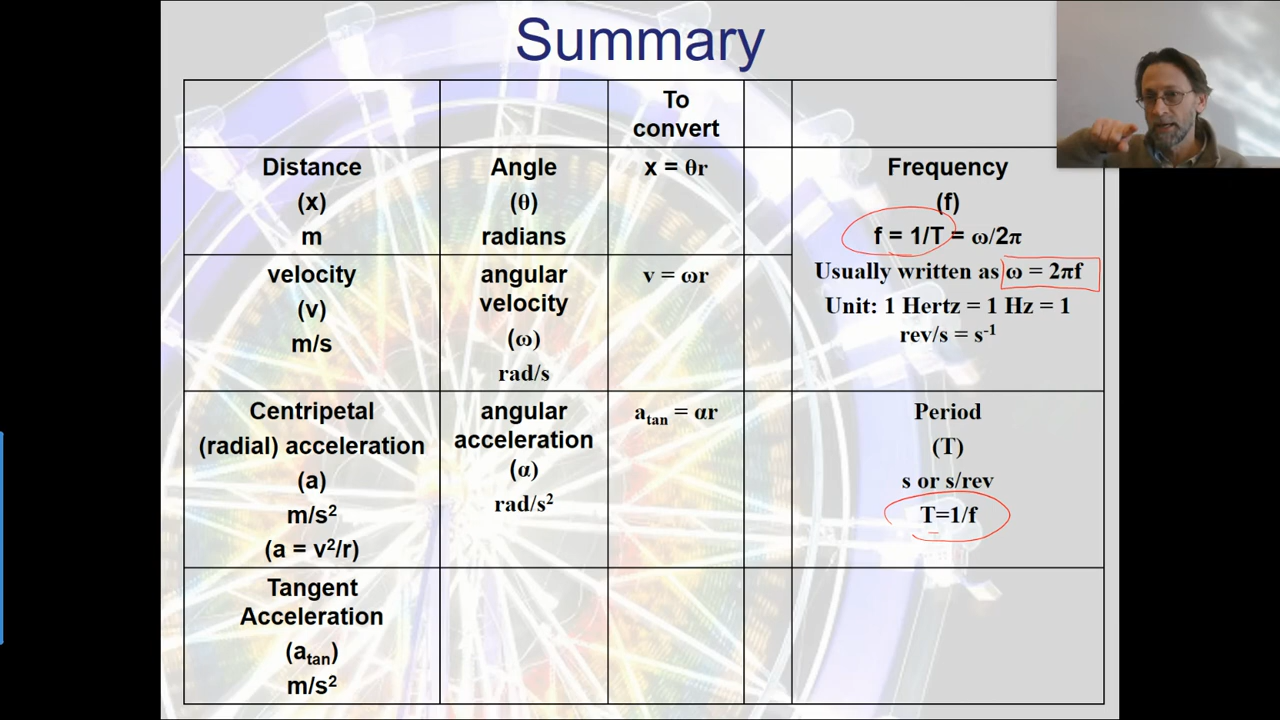 Summary
To
convert
Distance
(x)
m
Angle
(θ)
radians
x = θr
Frequency
(f)
f = 1/T = ω/2π
Usually written as ω = 2πf
Unit: 1 Hertz = 1 Hz = 1
rev/s = s⁻¹
velocity
(v)
m/s
angular
velocity
(ω)
rad/s
v = ωr
Centripetal
(radial) acceleration
(a)
m/s²
(a = v²/r)
angular
acceleration
(α)
rad/s²
aₜₐₙ = αr
Period
(T)
s or s/rev
T=1/f
Tangent
Acceleration
(aₜₐₙ)
m/s²